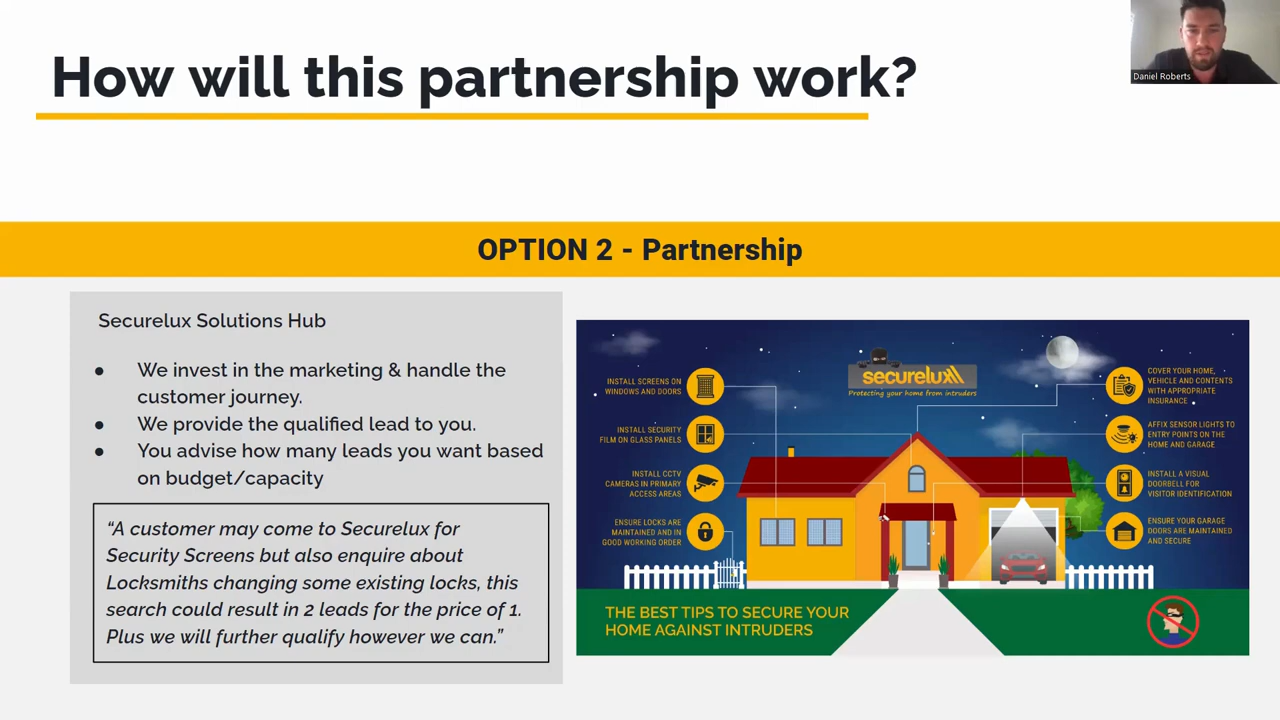 How will this partnership work?
Daniel Roberts
OPTION 2 - Partnership
Securelux Solutions Hub
● We invest in the marketing & handle the
customer journey.
● We provide the qualified lead to you.
● You advise how many leads you want based
on budget/capacity
“A customer may come to Securelux for
Security Screens but also enquire about
Locksmiths changing some existing locks, this
search could result in 2 leads for the price of 1.
Plus we will further qualify however we can.”
securelux
Protecting your home from intruders
INSTALL SCREENS ON
WINDOWS AND DOORS
INSTALL SECURITY
FILM ON GLASS PANELS
INSTALL CCTV
CAMERAS IN PRIMARY
ACCESS AREAS
ENSURE LOCKS ARE
MAINTAINED AND IN
GOOD WORKING ORDER
COVER YOUR HOME,
VEHICLE AND CONTENTS
WITH APPROPRIATE
INSURANCE
AFFIX SENSOR LIGHTS TO
ENTRY POINTS ON THE
HOME AND GARAGE
INSTALL A VISUAL
DOORBELL FOR
VISITOR IDENTIFICATION
ENSURE YOUR GARAGE
DOORS ARE MAINTAINED
AND SECURE
THE BEST TIPS TO SECURE YOUR
HOME AGAINST INTRUDERS